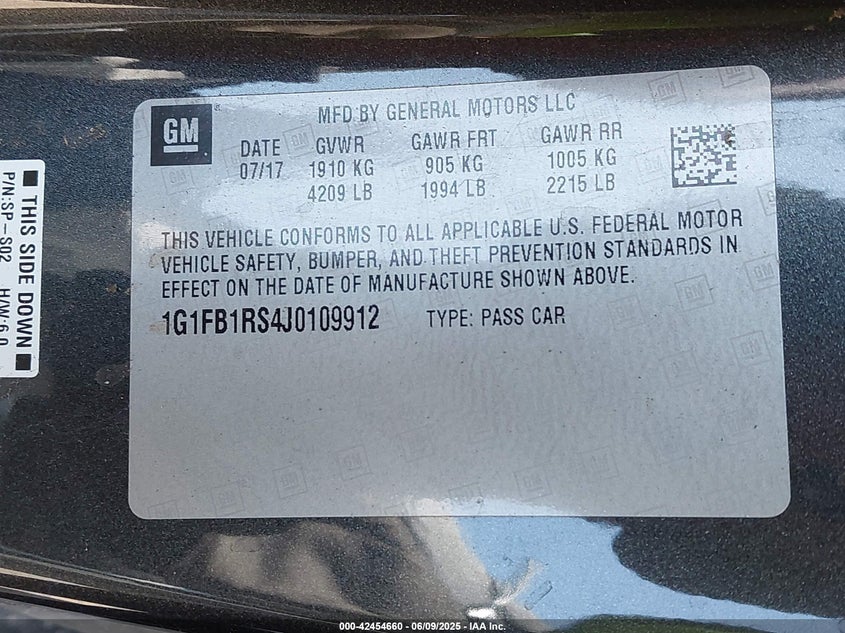 GM
MFD BY GENERAL MOTORS LLC
DATE GVWR GAWR FRT GAWR RR
07/17 1910 KG 905 KG 1005 KG
4209 LB 1994 LB 2215 LB
THIS VEHICLE CONFORMS TO ALL APPLICABLE U.S. FEDERAL MOTOR
VEHICLE SAFETY, BUMPER, AND THEFT PREVENTION STANDARDS IN
EFFECT ON THE DATE OF MANUFACTURE SHOWN ABOVE.
1G1FB1RS4J0109912 TYPE: PASS CAR
THIS SIDE DOWN
P/N:SP-S02 H/W:6.0
000-42454660 - 06/09/2025 - IAA Inc.